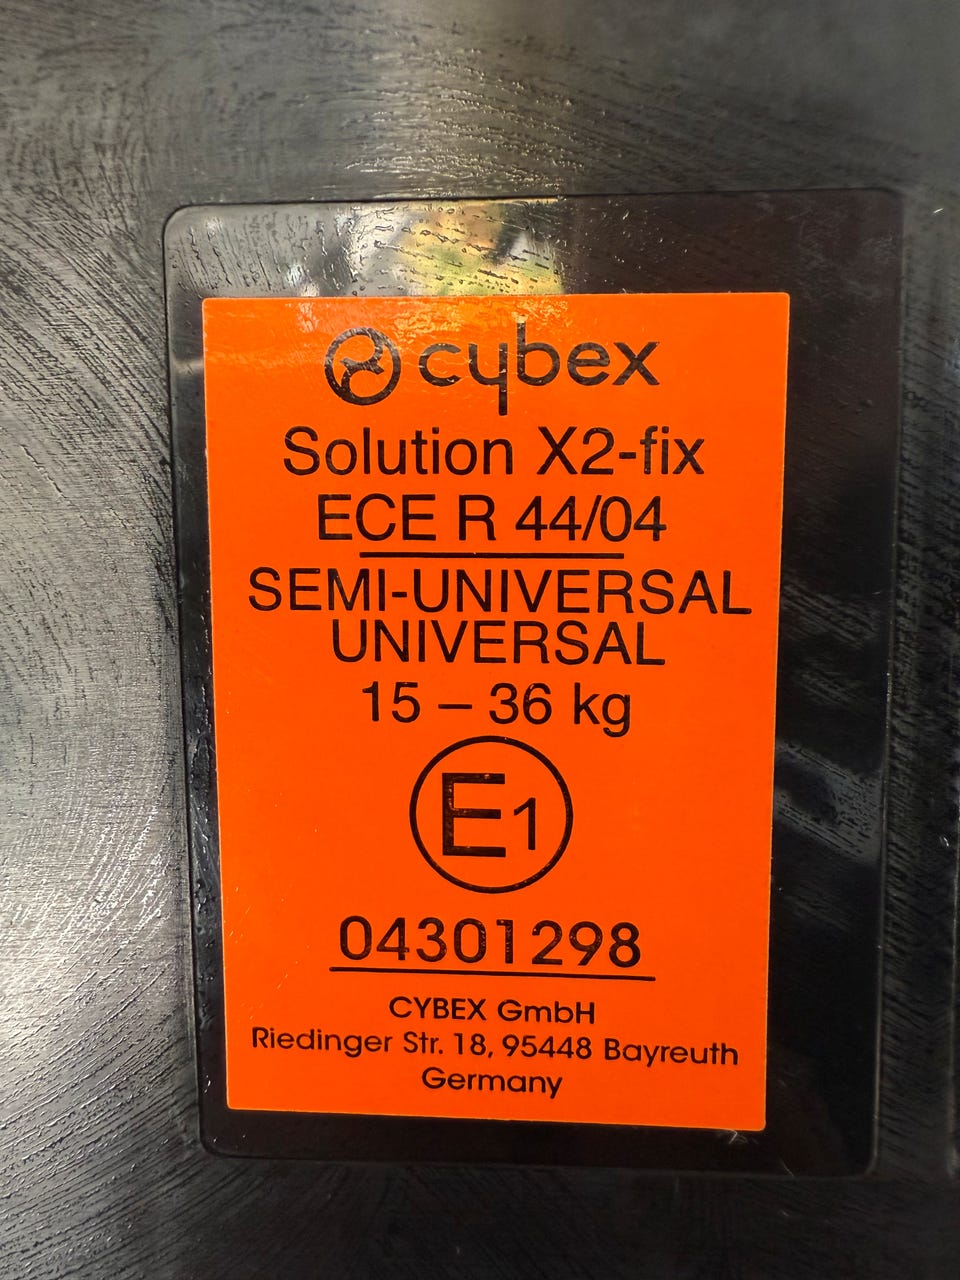 cybex
Solution X2-fix
ECE R 44/04
SEMI-UNIVERSAL
UNIVERSAL
15 – 36 kg
E1
04301298
CYBEX GmbH
Riedinger Str. 18, 95448 Bayreuth
Germany